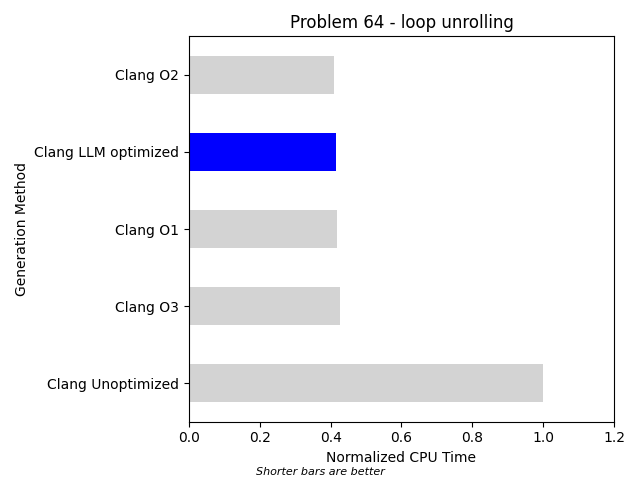 Problem 64 - loop unrolling
Clang O2
Clang LLM optimized
Clang O1
Clang O3
Clang Unoptimized
Generation Method
0.0 0.2 0.4 0.6 0.8 1.0 1.2
Normalized CPU Time
Shorter bars are better